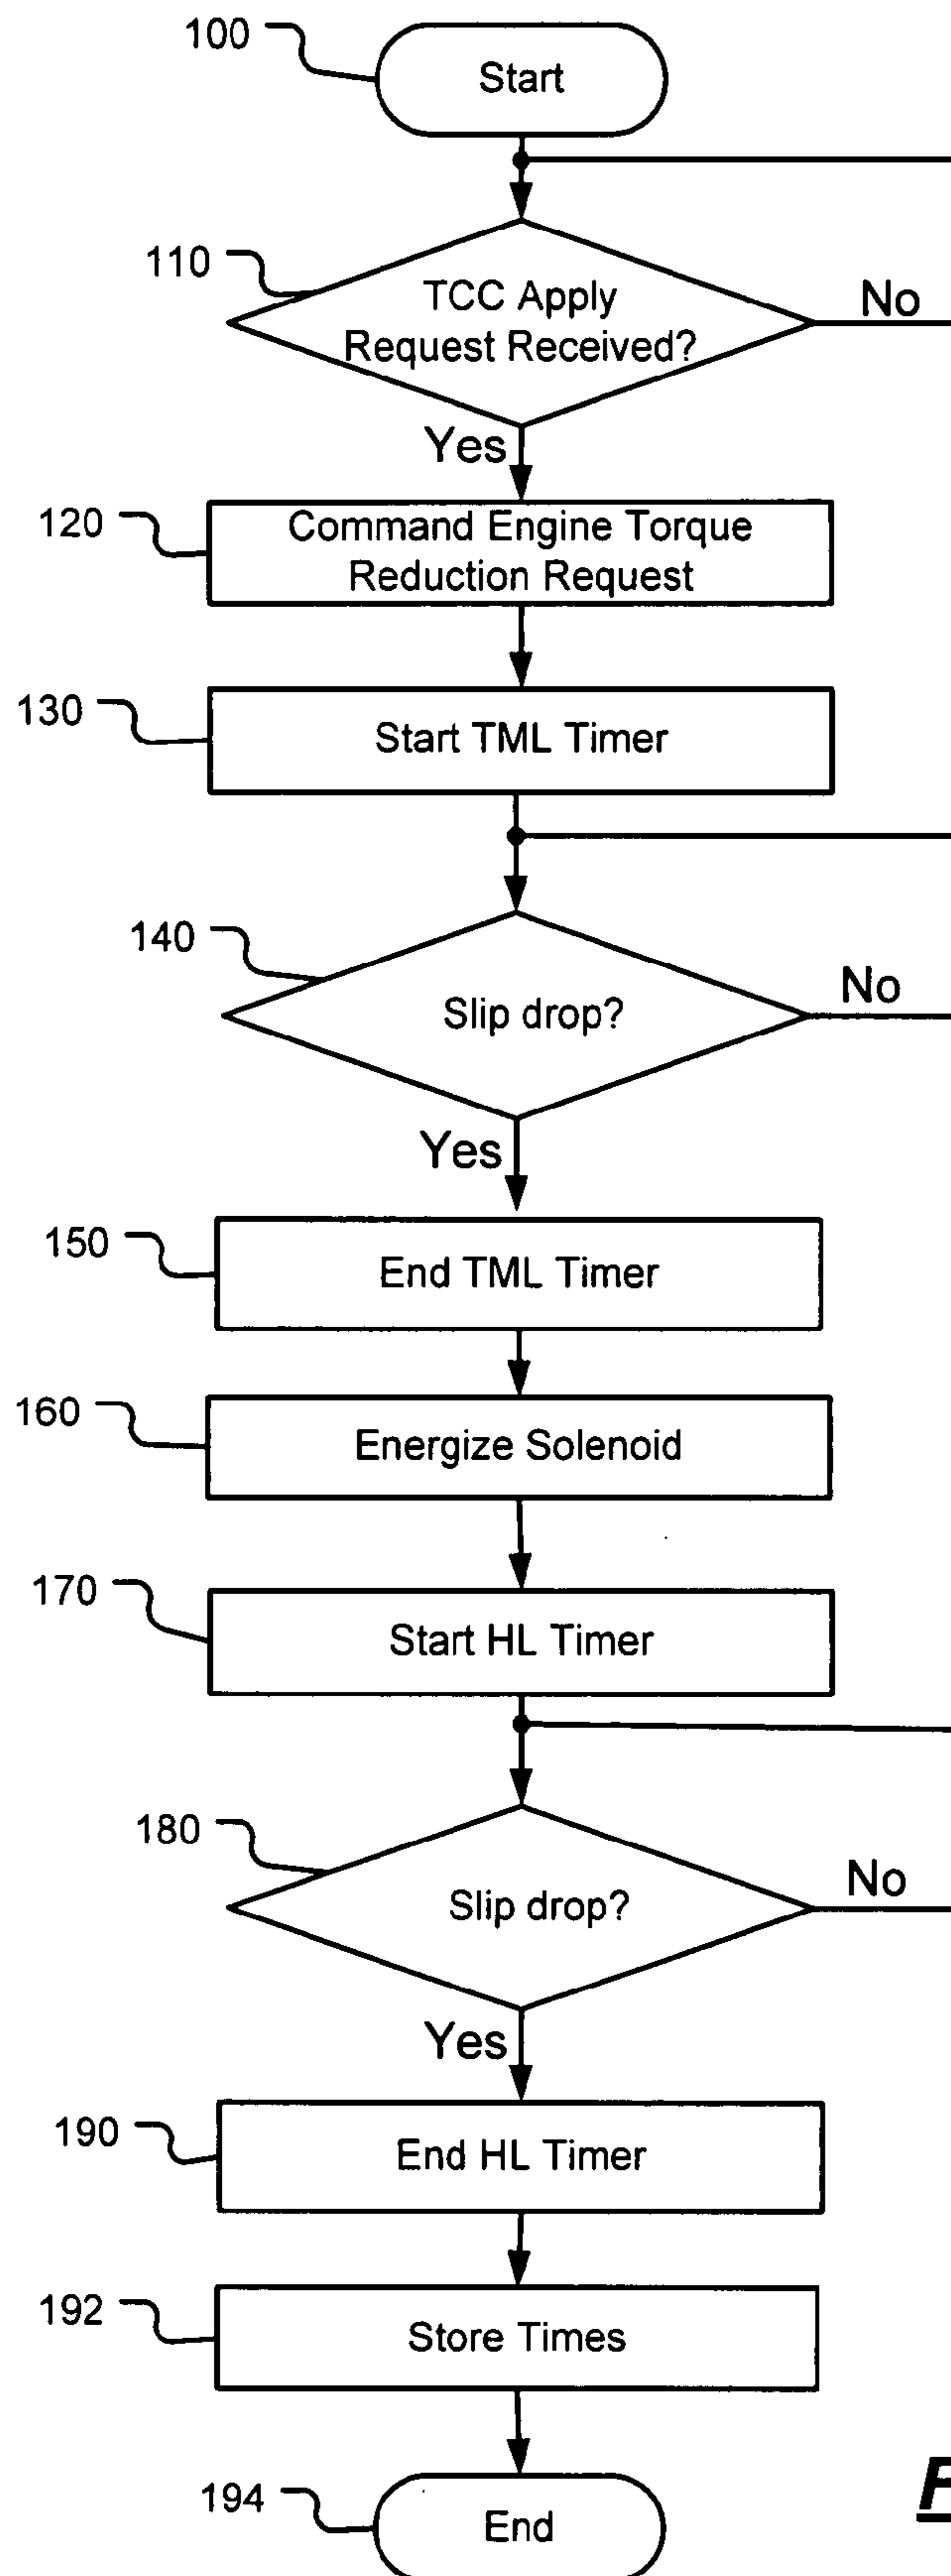 100
Start
110
TCC Apply
Request Received?
No
Yes
120
Command Engine Torque
Reduction Request
130
Start TML Timer
140
Slip drop?
No
Yes
150
End TML Timer
160
Energize Solenoid
170
Start HL Timer
180
Slip drop?
No
Yes
190
End HL Timer
192
Store Times
194
End